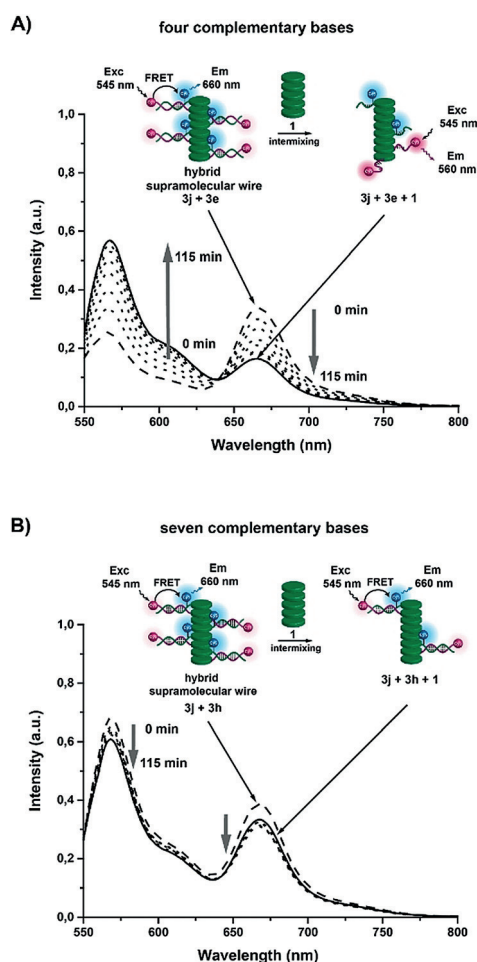 A)
four complementary bases
Exc
545 nm
FRET
Em
660 nm
1
intermixing
Exc
545 nm
Em
560 nm
hybrid
supramolecular wire
3j + 3e
3j + 3e + 1
115 min
0 min
0 min
115 min
1,0
0,8
0,6
0,4
0,2
0,0
Intensity (a.u.)
550
600
650
700
750
800
Wavelength (nm)
B)
seven complementary bases
Exc
545 nm
FRET
Em
660 nm
1
intermixing
Exc
545 nm
FRET
Em
660 nm
hybrid
supramolecular wire
3j + 3h
3j + 3h + 1
0 min
115 min
1,0
0,8
0,6
0,4
0,2
0,0
Intensity (a.u.)
550
600
650
700
750
800
Wavelength (nm)